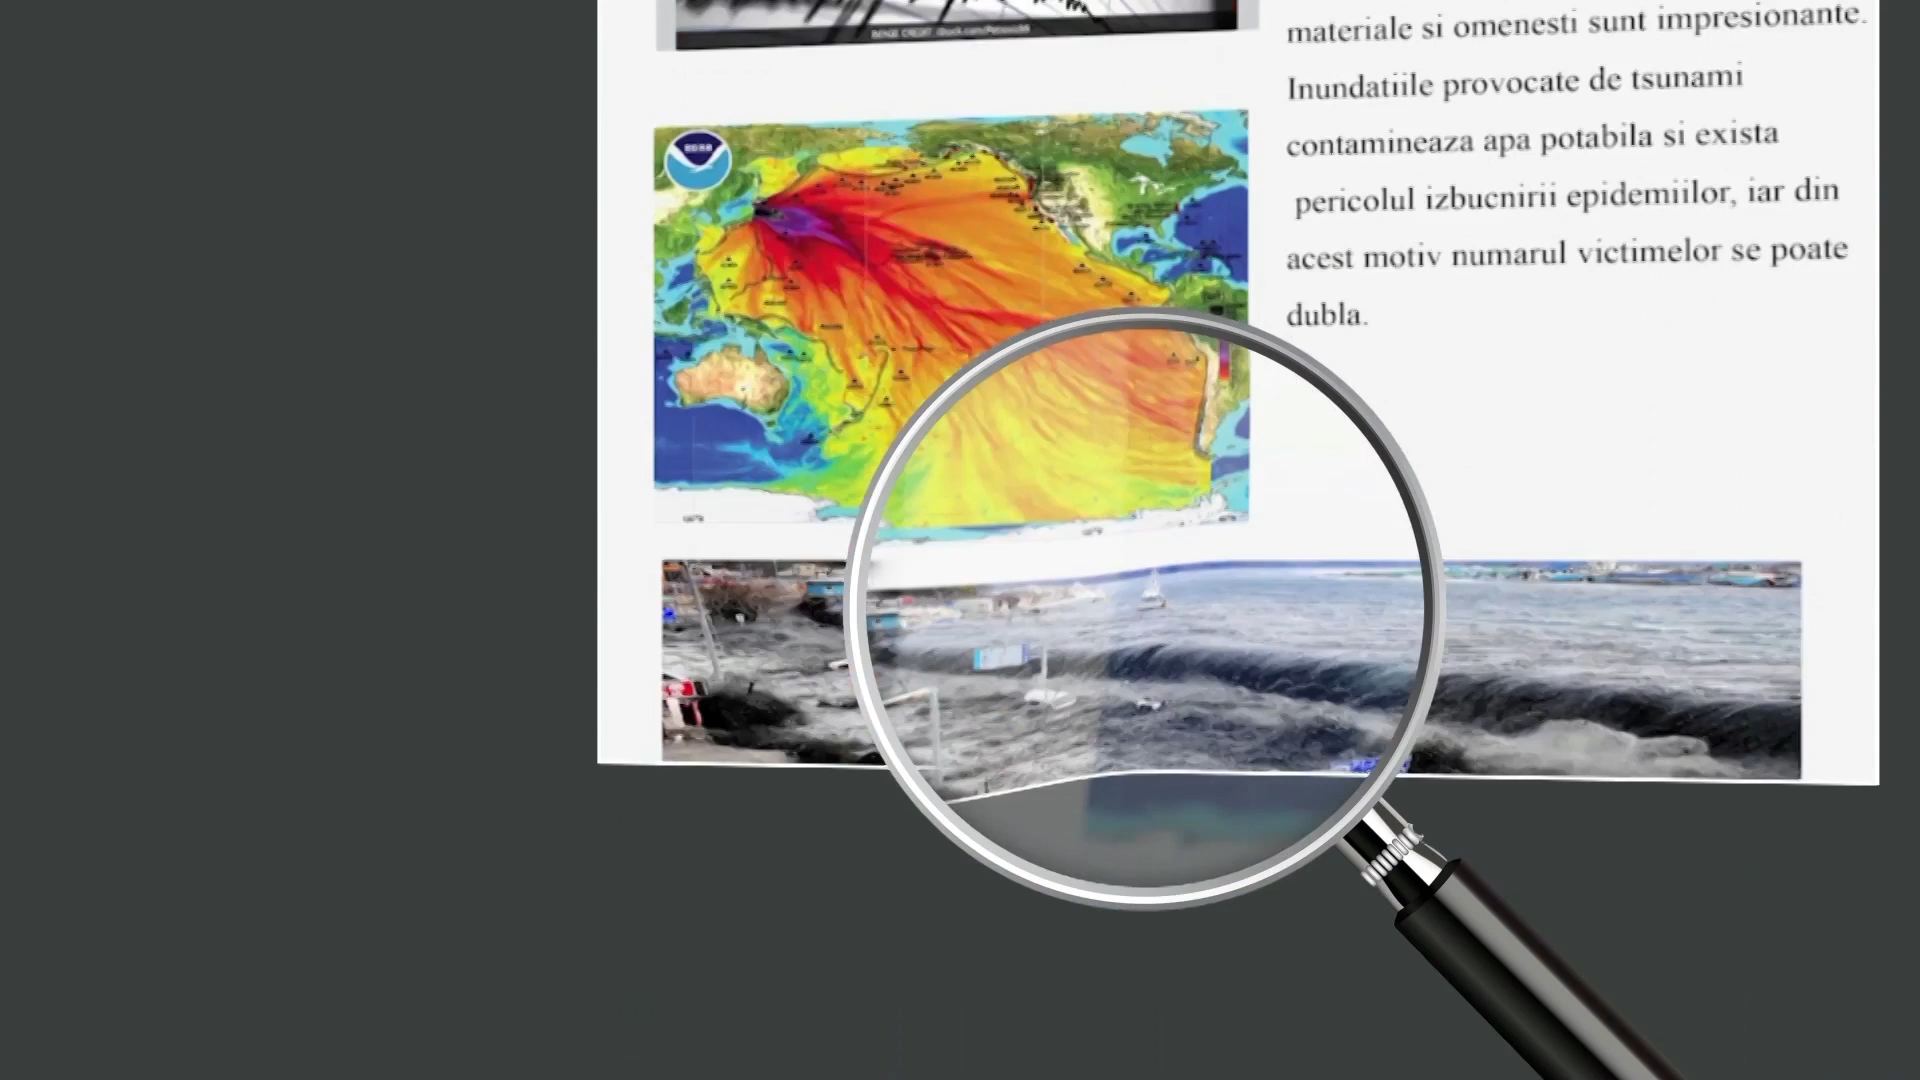 materiale si omenesti sunt impresionante.
Inundatiile provocate de tsunami
contamineaza apa potabila si exista
pericolul izbucnirii epidemiilor, iar din
acest motiv numarul victimelor se poate
dubla.